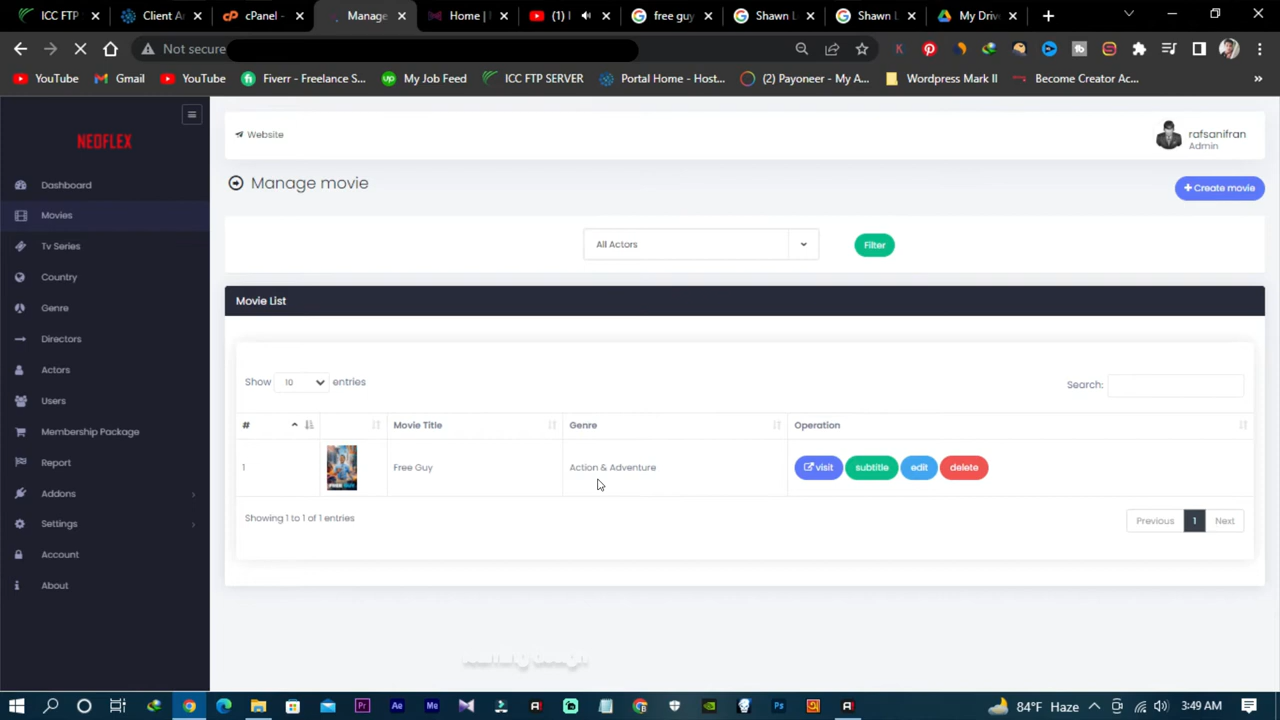 ICC FTP
Client Ar
cPanel -
Manage
Home |
(1) I
free guy
Shawn L
Shawn L
My Drive
Not secure
YouTube
Gmail
YouTube
Fiverr - Freelance S...
My Job Feed
ICC FTP SERVER
Portal Home - Host...
(2) Payoneer - My A...
Wordpress Mark II
Become Creator Ac...
NEOFLEX
Website
rafsanifran
Admin
Dashboard
Movies
Tv Series
Country
Genre
Directors
Actors
Users
Membership Package
Report
Addons
Settings
Account
About
Manage movie
Create movie
All Actors
Filter
Movie List
Show 10 entries
Search:
# Movie Title Genre Operation
1 Free Guy Action & Adventure visit subtitle edit delete
FREE GUY
Showing 1 to 1 of 1 entries
Previous 1 Next
84°F Haze
3:49 AM